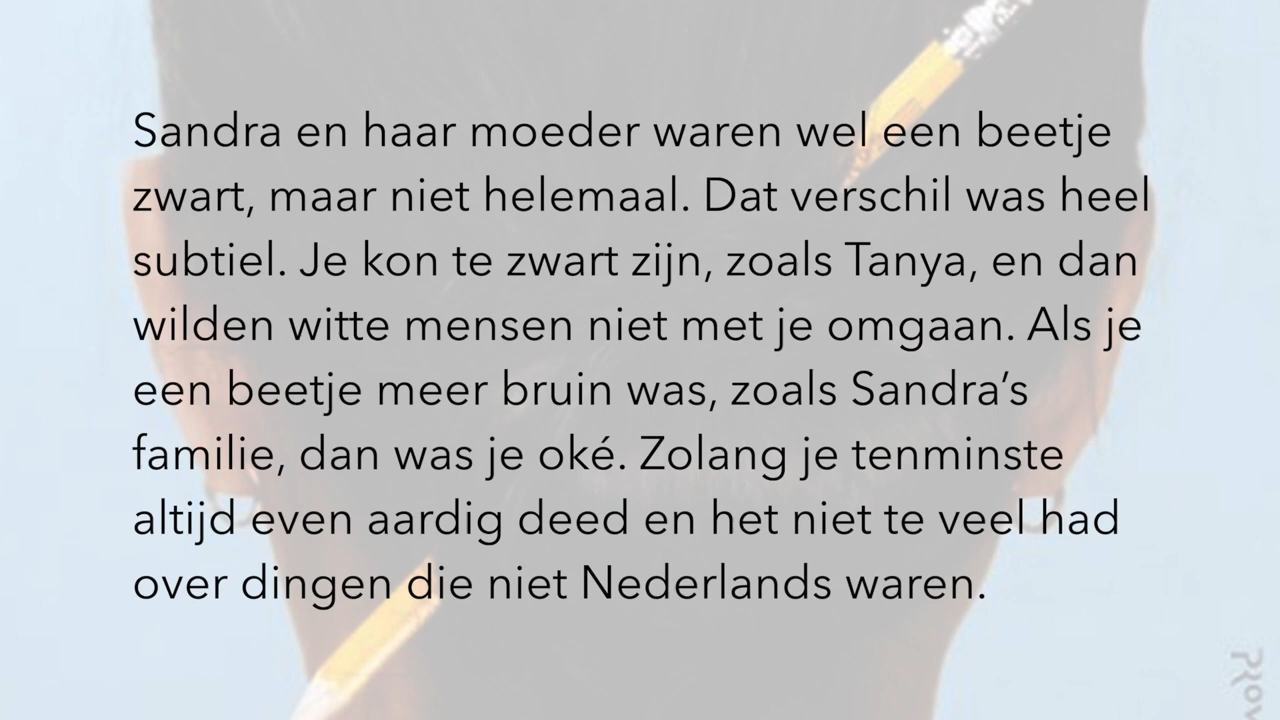 Sandra en haar moeder waren wel een beetje
zwart, maar niet helemaal. Dat verschil was heel
subtiel. Je kon te zwart zijn, zoals Tanya, en dan
wilden witte mensen niet met je omgaan. Als je
een beetje meer bruin was, zoals Sandra’s
familie, dan was je oké. Zolang je tenminste
altijd even aardig deed en het niet te veel had
over dingen die niet Nederlands waren.